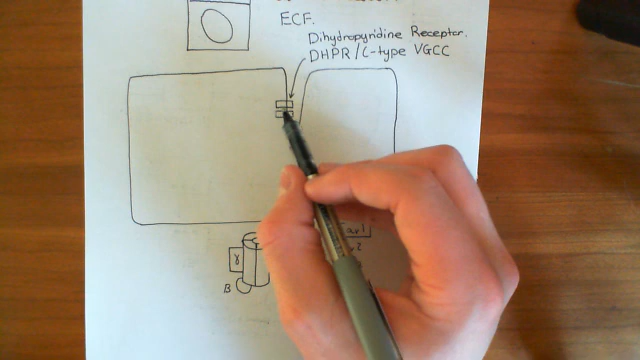 ECF.
Dihydropyridine Receptor.
DHPR/L-type VGCC
γ
β